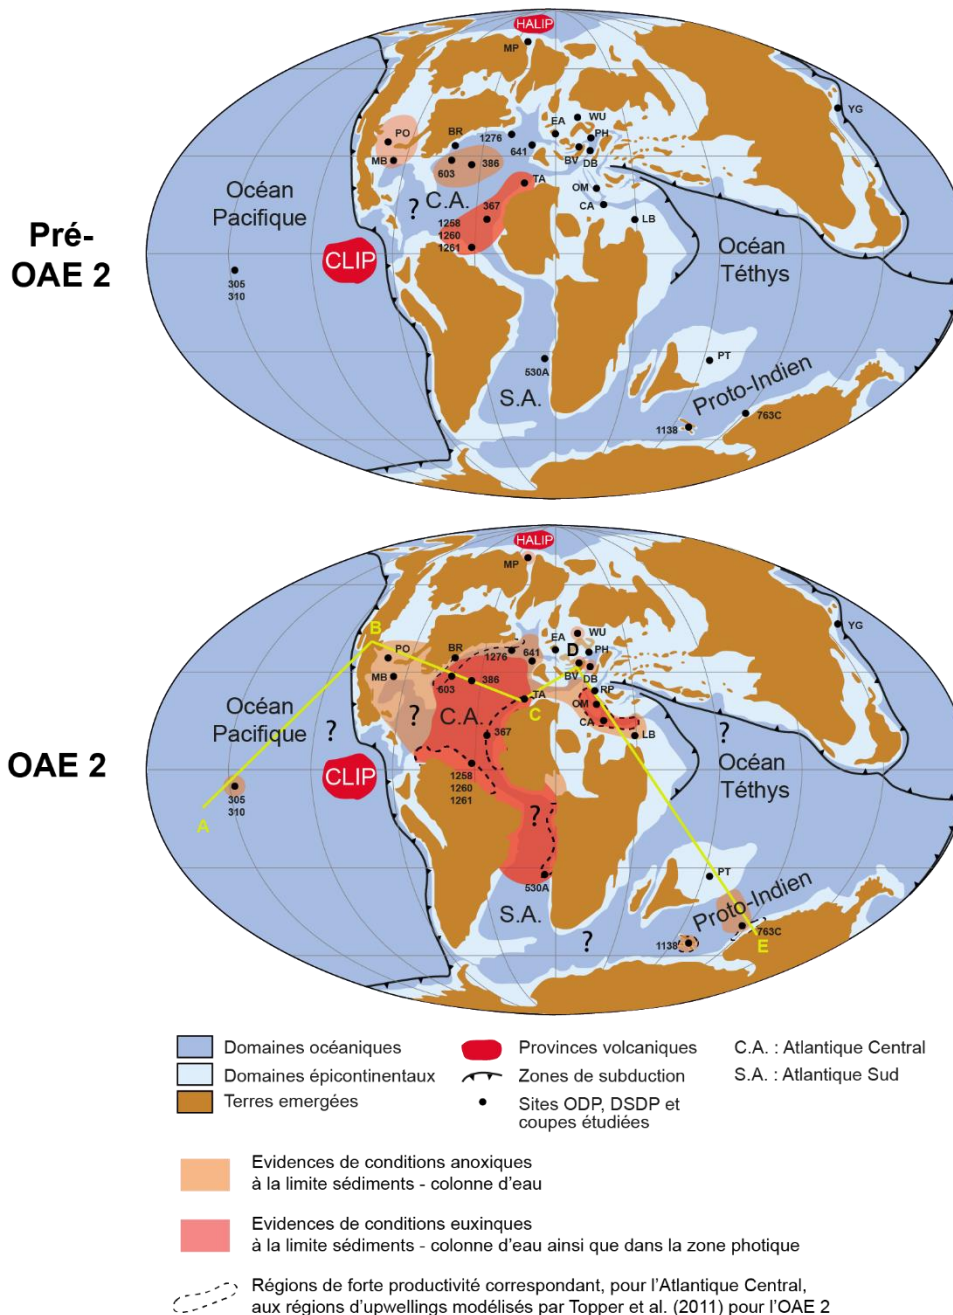 HALIP
MP
Pré-
OAE 2
PO
BR
1276
EA
WU
PH
YG
MB
603
386
641
BV
DB
TA
OM
Océan
Pacifique
?
C.A.
367
CA
LB
1258
1260
1261
CLIP
Océan
Téthys
305
310
530A
PT
S.A.
Proto-Indien
763C
1138
HALIP
MP
OAE 2
B
PO
BR
1276
641
EA
WU
D
PH
YG
MB
603
386
BV
DB
TA
RP
OM
C
Océan
Pacifique
?
?
C.A.
367
CA
LB
?
CLIP
1258
1260
1261
Océan
Téthys
305
310
A
?
530A
PT
S.A.
?
Proto-Indien
763C
1138
E
Domaines océaniques
Domaines épicontinentaux
Terres emergées
Provinces volcaniques
Zones de subduction
Sites ODP, DSDP et
coupes étudiées
C.A. : Atlantique Central
S.A. : Atlantique Sud
Evidences de conditions anoxiques
à la limite sédiments - colonne d'eau
Evidences de conditions euxinques
à la limite sédiments - colonne d'eau ainsi que dans la zone photique
Régions de forte productivité correspondant, pour l'Atlantique Central,
aux régions d'upwellings modélisés par Topper et al. (2011) pour l'OAE 2